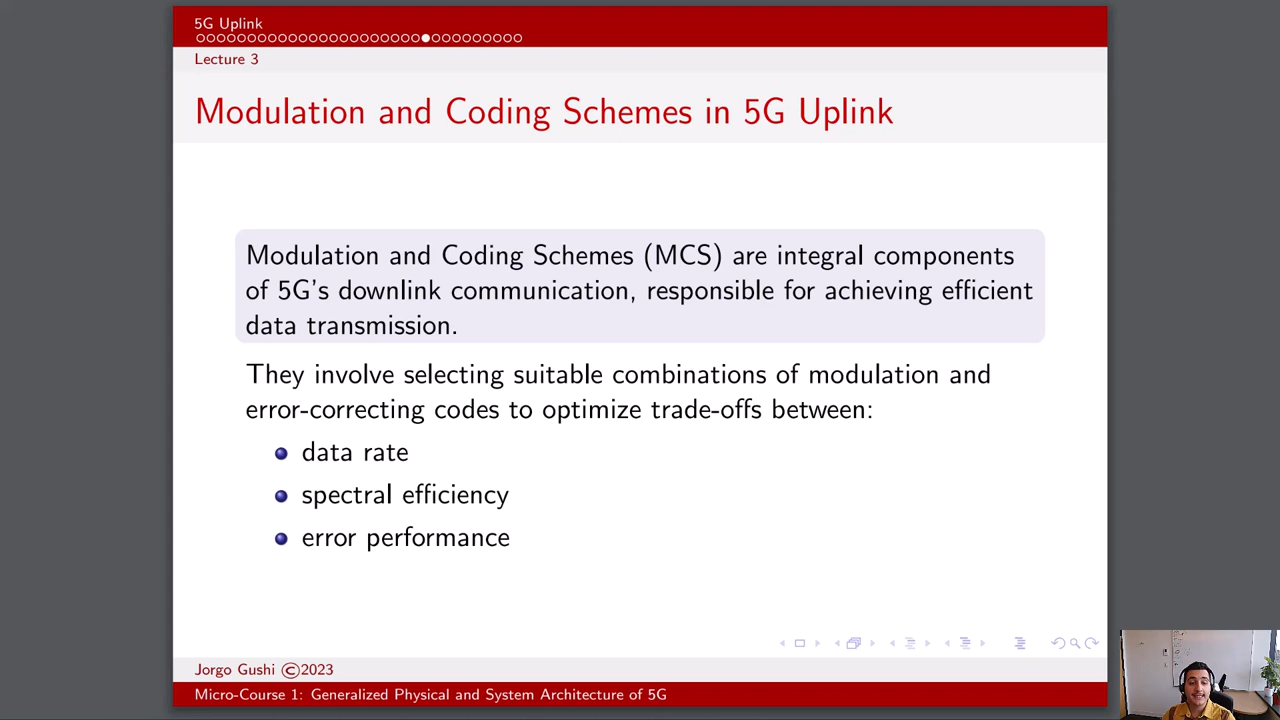 5G Uplink
Lecture 3
Modulation and Coding Schemes in 5G Uplink
Modulation and Coding Schemes (MCS) are integral components
of 5G's downlink communication, responsible for achieving efficient
data transmission.
They involve selecting suitable combinations of modulation and
error-correcting codes to optimize trade-offs between:
data rate
spectral efficiency
error performance
Jorgo Gushi ©2023
Micro-Course 1: Generalized Physical and System Architecture of 5G